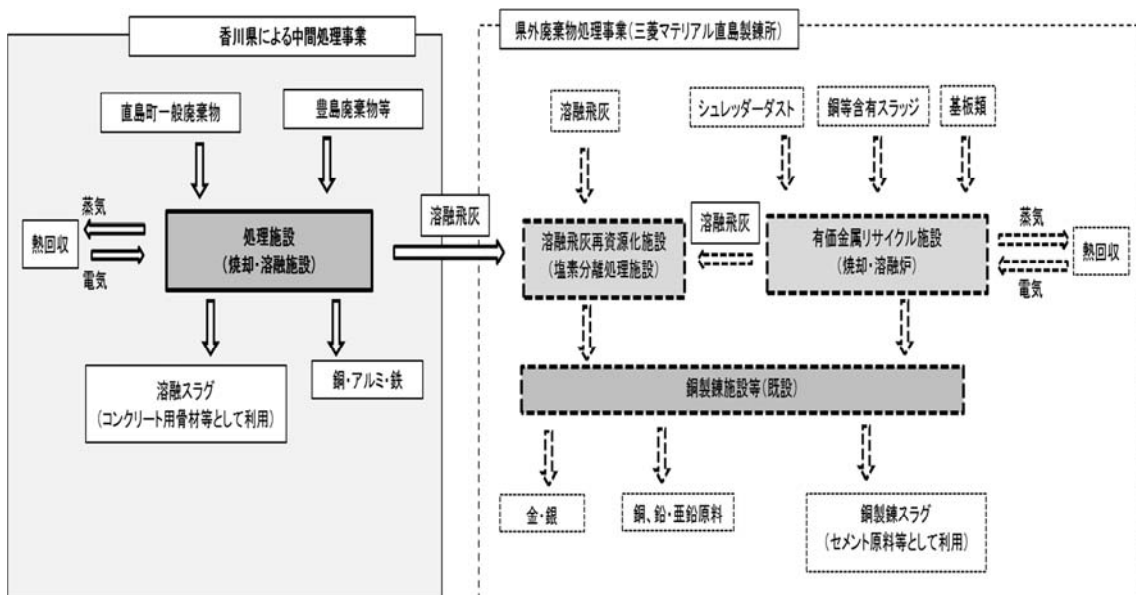 香川県による中間処理事業
直島町一般廃棄物
豊島廃棄物等
蒸気
熱回収
電気
処理施設
(焼却・溶融施設)
溶融飛灰
溶融スラグ
(コンクリート用骨材等として利用)
銅・アルミ・鉄
県外廃棄物処理事業(三菱マテリアル直島製錬所)
溶融飛灰
シュレッダーダスト
銅等含有スラッジ
基板類
溶融飛灰再資源化施設
(塩素分離処理施設)
溶融飛灰
有価金属リサイクル施設
(焼却・溶融炉)
蒸気
熱回収
電気
銅製錬施設等(既設)
金・銀
銅、鉛・亜鉛原料
銅製錬スラグ
(セメント原料等として利用)